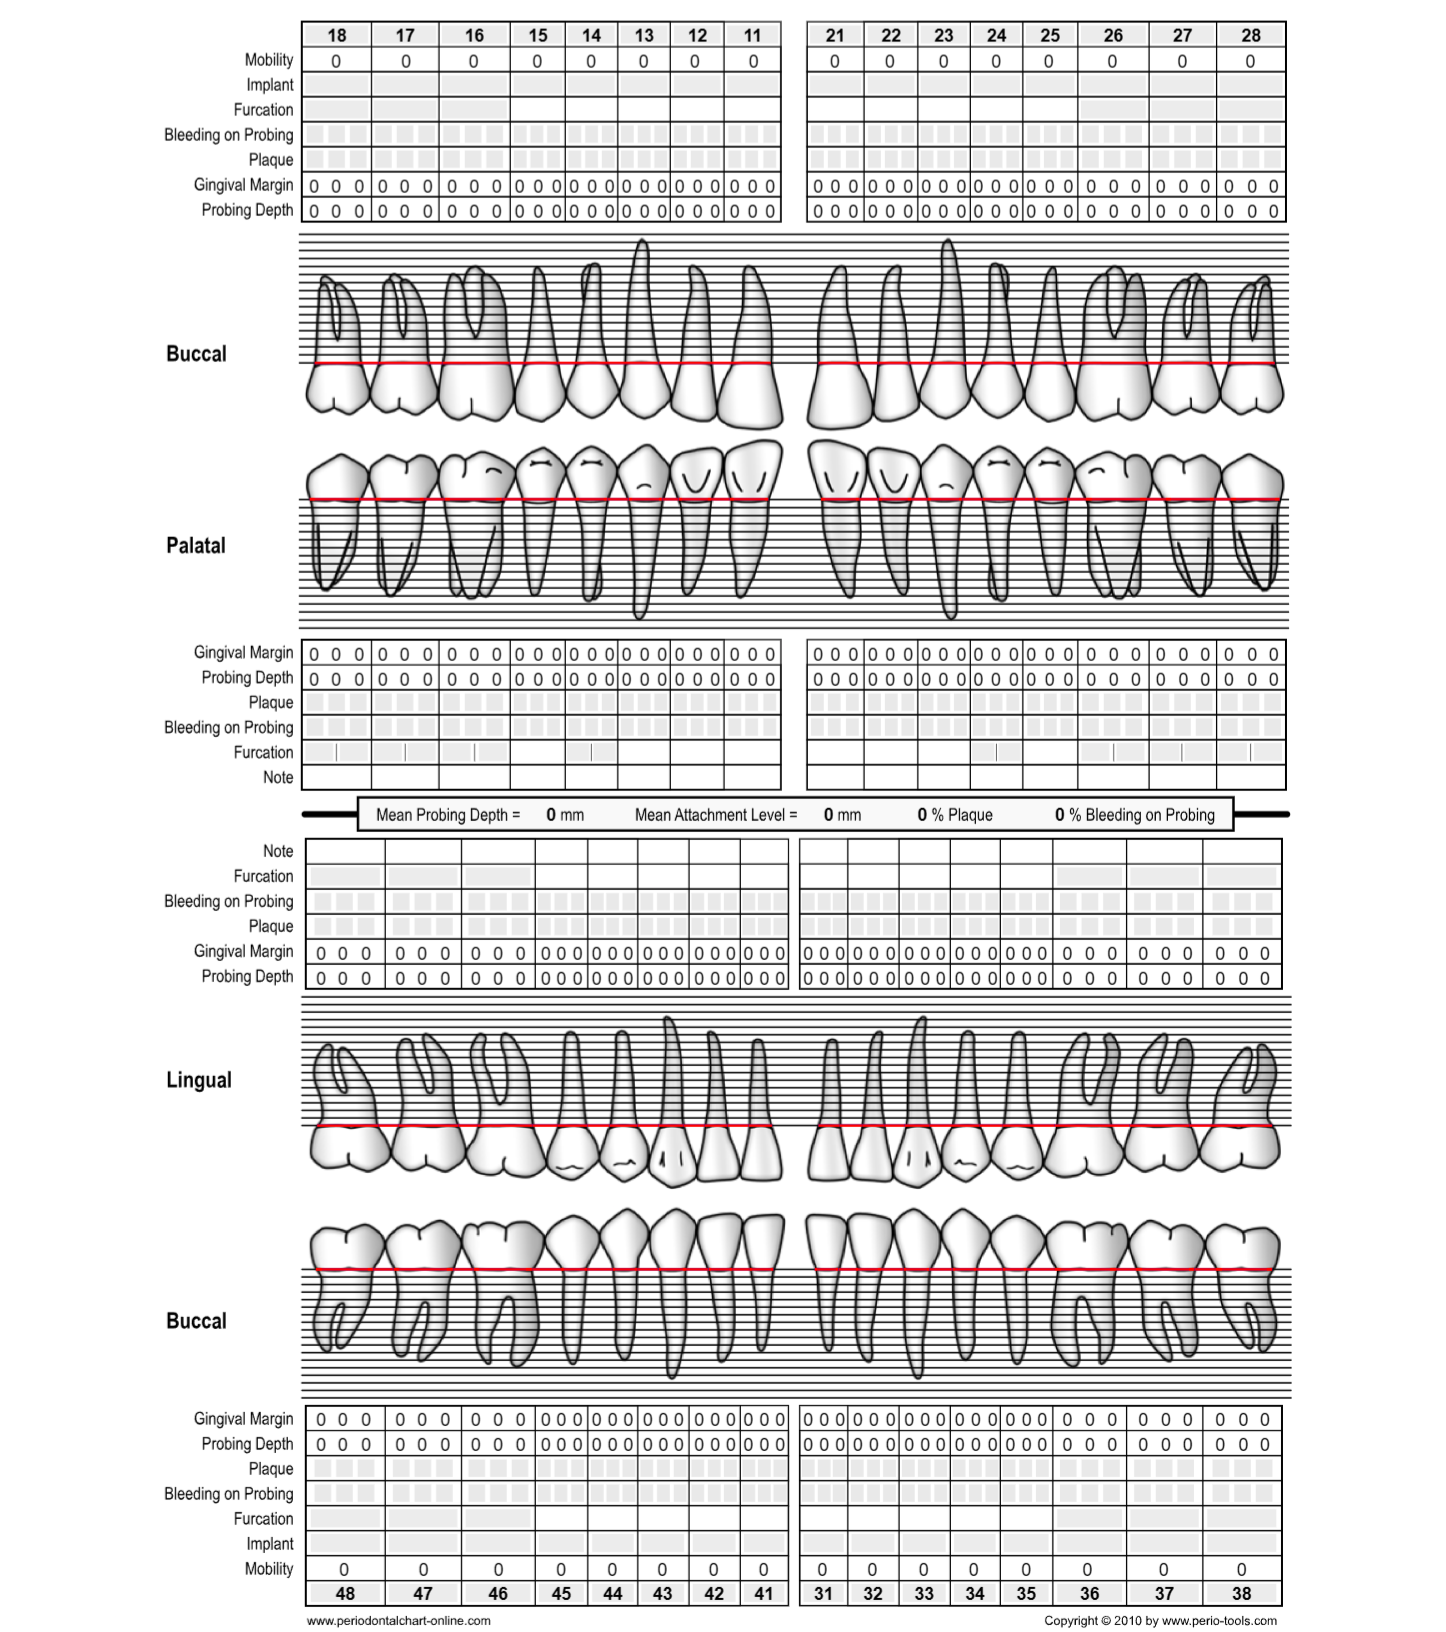 18 17 16 15 14 13 12 11 21 22 23 24 25 26 27 28
Mobility 0 0 0 0 0 0 0 0 0 0 0 0 0 0 0 0
Implant
Furcation
Bleeding on Probing
Plaque
Gingival Margin 0 0 0 0 0 0 0 0 0 0 0 0 0 0 0 0 0 0 0 0 0 0 0 0 0 0 0 0 0 0 0 0 0 0 0 0 0 0 0 0 0 0 0 0 0 0 0 0
Probing Depth 0 0 0 0 0 0 0 0 0 0 0 0 0 0 0 0 0 0 0 0 0 0 0 0 0 0 0 0 0 0 0 0 0 0 0 0 0 0 0 0 0 0 0 0 0 0 0 0
Buccal
Palatal
Gingival Margin 0 0 0 0 0 0 0 0 0 0 0 0 0 0 0 0 0 0 0 0 0 0 0 0 0 0 0 0 0 0 0 0 0 0 0 0 0 0 0 0 0 0 0 0 0 0 0 0
Probing Depth 0 0 0 0 0 0 0 0 0 0 0 0 0 0 0 0 0 0 0 0 0 0 0 0 0 0 0 0 0 0 0 0 0 0 0 0 0 0 0 0 0 0 0 0 0 0 0 0
Plaque
Bleeding on Probing
Furcation
Note
Mean Probing Depth = 0 mm Mean Attachment Level = 0 mm 0 % Plaque 0 % Bleeding on Probing
Note
Furcation
Bleeding on Probing
Plaque
Gingival Margin 0 0 0 0 0 0 0 0 0 0 0 0 0 0 0 0 0 0 0 0 0 0 0 0 0 0 0 0 0 0 0 0 0 0 0 0 0 0 0 0 0 0 0 0 0 0 0 0
Probing Depth 0 0 0 0 0 0 0 0 0 0 0 0 0 0 0 0 0 0 0 0 0 0 0 0 0 0 0 0 0 0 0 0 0 0 0 0 0 0 0 0 0 0 0 0 0 0 0 0
Lingual
Buccal
Gingival Margin 0 0 0 0 0 0 0 0 0 0 0 0 0 0 0 0 0 0 0 0 0 0 0 0 0 0 0 0 0 0 0 0 0 0 0 0 0 0 0 0 0 0 0 0 0 0 0 0
Probing Depth 0 0 0 0 0 0 0 0 0 0 0 0 0 0 0 0 0 0 0 0 0 0 0 0 0 0 0 0 0 0 0 0 0 0 0 0 0 0 0 0 0 0 0 0 0 0 0 0
Plaque
Bleeding on Probing
Furcation
Implant
Mobility 0 0 0 0 0 0 0 0 0 0 0 0 0 0 0 0
48 47 46 45 44 43 42 41 31 32 33 34 35 36 37 38
www.periodontalchart-online.com Copyright © 2010 by www.perio-tools.com